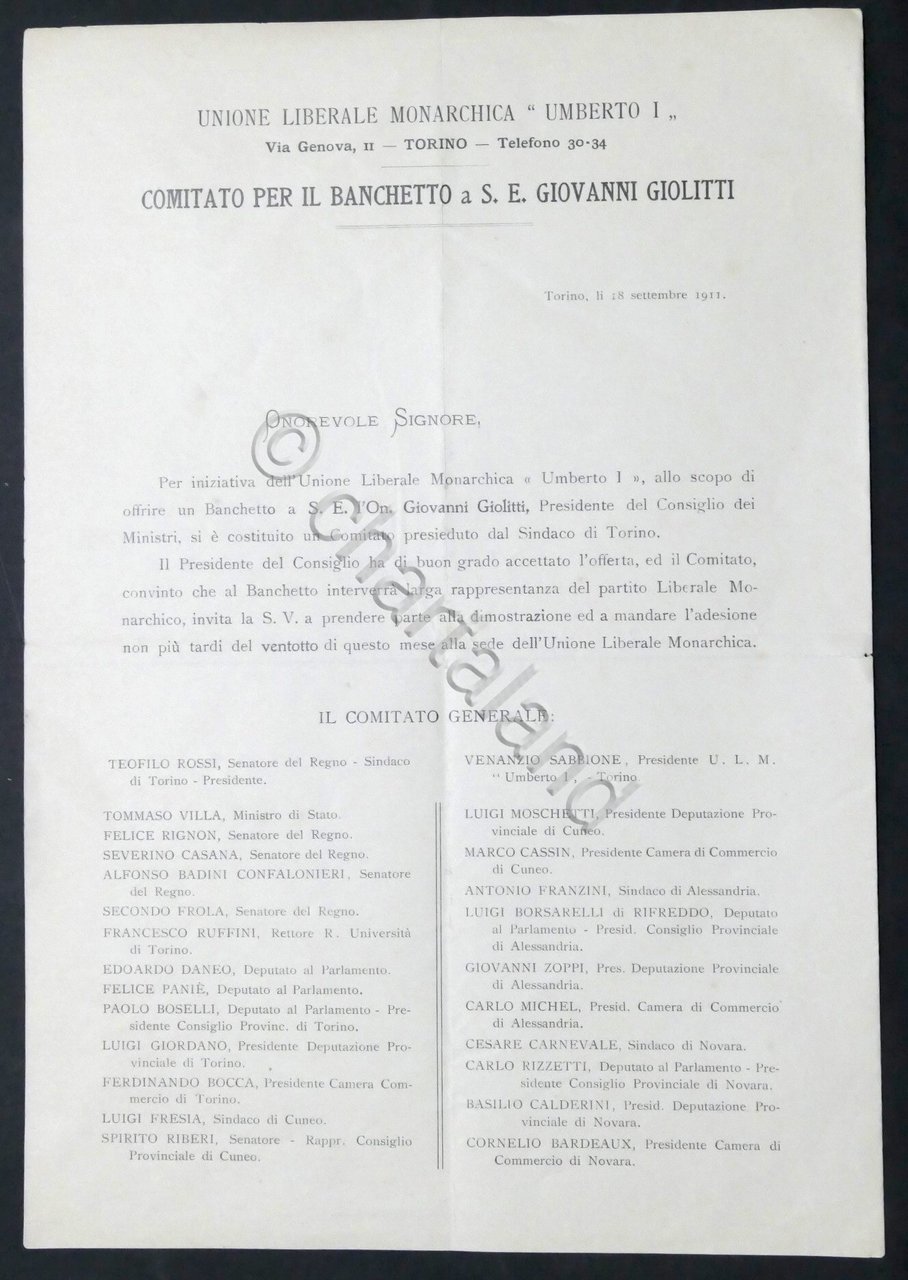 UNIONE LIBERALE MONARCHICA “ UMBERTO I „
Via Genova, 11 — TORINO — Telefono 30-34
COMITATO PER IL BANCHETTO a S. E. GIOVANNI GIOLITTI
Torino, li 18 settembre 1911.
ONOREVOLE SIGNORE,
Per iniziativa dell'Unione Liberale Monarchica « Umberto I », allo scopo di
offrire un Banchetto a S. E. l'On. Giovanni Giolitti, Presidente del Consiglio dei
Ministri, si è costituito un Comitato presieduto dal Sindaco di Torino.
Il Presidente del Consiglio ha di buon grado accettato l'offerta, ed il Comitato,
convinto che al Banchetto interverrà larga rappresentanza del partito Liberale Mo-
narchico, invita la S. V. a prendere parte alla dimostrazione ed a mandare l'adesione
non più tardi del ventotto di questo mese alla sede dell'Unione Liberale Monarchica.
IL COMITATO GENERALE:
TEOFILO ROSSI, Senatore del Regno - Sindaco
di Torino - Presidente.
TOMMASO VILLA, Ministro di Stato.
FELICE RIGNON, Senatore del Regno.
SEVERINO CASANA, Senatore del Regno.
ALFONSO BADINI CONFALONIERI, Senatore
del Regno.
SECONDO FROLA, Senatore del Regno.
FRANCESCO RUFFINI, Rettore R. Università
di Torino.
EDOARDO DANEO, Deputato al Parlamento.
FELICE PANIÈ, Deputato al Parlamento.
PAOLO BOSELLI, Deputato al Parlamento - Pre-
sidente Consiglio Provinc. di Torino.
LUIGI GIORDANO, Presidente Deputazione Pro-
vinciale di Torino.
FERDINANDO BOCCA, Presidente Camera Com-
mercio di Torino.
LUIGI FRESIA, Sindaco di Cuneo.
SPIRITO RIBERI, Senatore - Rappr. Consiglio
Provinciale di Cuneo.
VENANZIO SABBIONE, Presidente U. L. M.
“ Umberto I „ - Torino
LUIGI MOSCHETTI, Presidente Deputazione Pro-
vinciale di Cuneo.
MARCO CASSIN, Presidente Camera di Commercio
di Cuneo.
ANTONIO FRANZINI, Sindaco di Alessandria.
LUIGI BORSARELLI di RIFREDDO, Deputato
al Parlamento - Presid. Consiglio Provinciale
di Alessandria.
GIOVANNI ZOPPI, Pres. Deputazione Provinciale
di Alessandria.
CARLO MICHEL, Presid. Camera di Commercio
di Alessandria.
CESARE CARNEVALE, Sindaco di Novara.
CARLO RIZZETTI, Deputato al Parlamento - Pre-
sidente Consiglio Provinciale di Novara.
BASILIO CALDERINI, Presid. Deputazione Pro-
vinciale di Novara.
CORNELIO BARDEAUX, Presidente Camera di
Commercio di Novara.
© chartaland